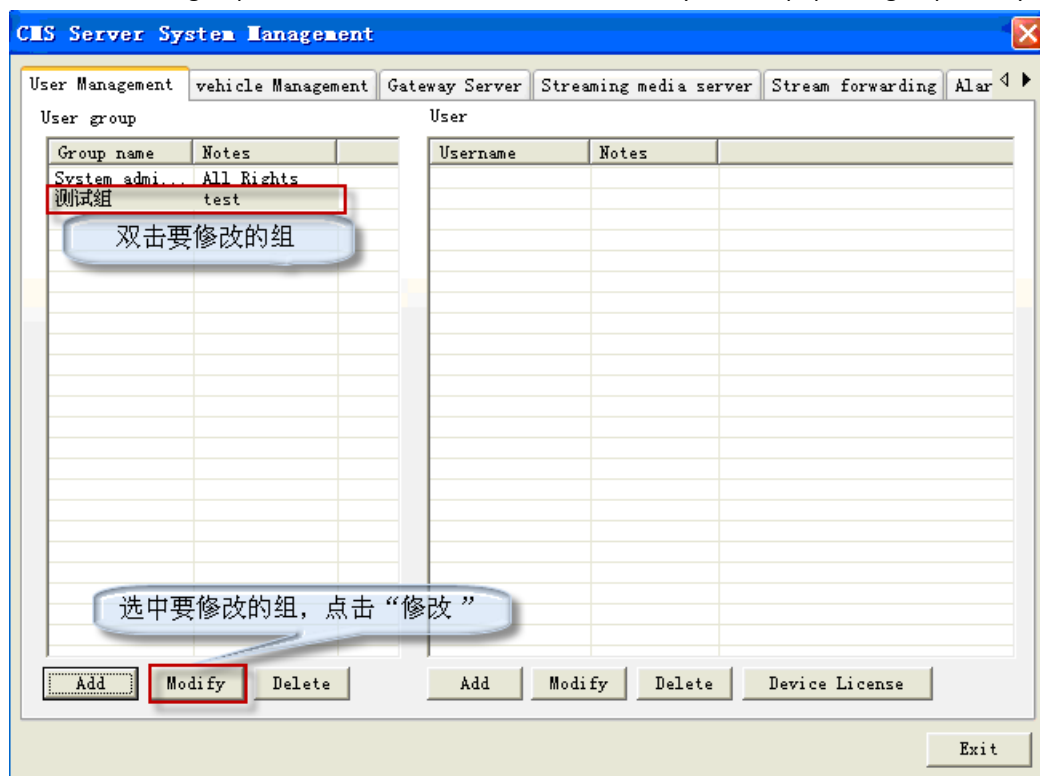 CMS Server System Management
User Management vehicle Management Gateway Server Streaming media server Stream forwarding Alar
User group User
Group name Notes Username Notes
System admi... All Rights
测试组 test
双击要修改的组
选中要修改的组，点击“修改”
Add Modify Delete Add Modify Delete Device License
Exit